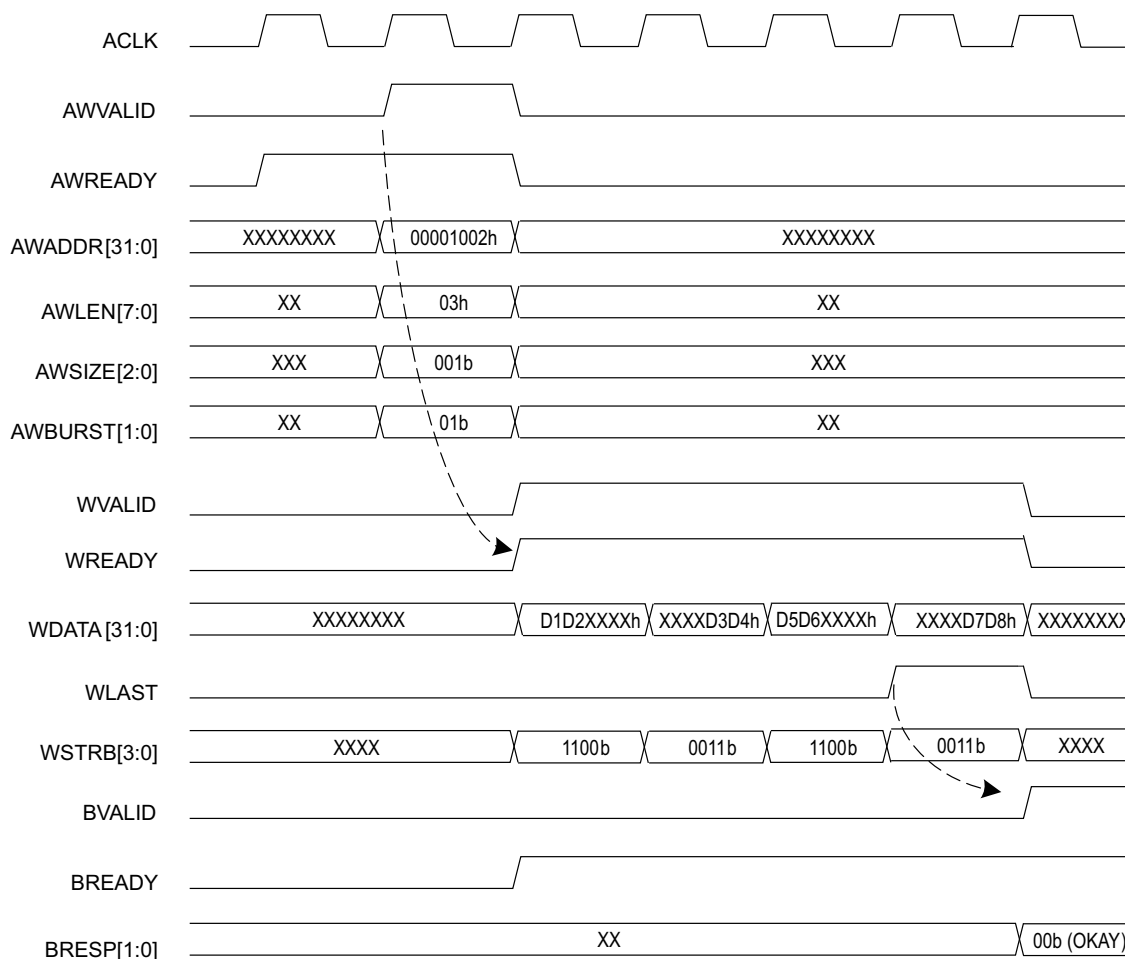 ACLK
AWVALID
AWREADY
AWADDR[31:0] XXXXXXXX 00001002h XXXXXXXX
AWLEN[7:0] XX 03h XX
AWSIZE[2:0] XXX 001b XXX
AWBURST[1:0] XX 01b XX
WVALID
WREADY
WDATA[31:0] XXXXXXXX D1D2XXXXh XXXXD3D4h D5D6XXXXh XXXXD7D8h XXXXXXXX
WLAST
WSTRB[3:0] XXXX 1100b 0011b 1100b 0011b XXXX
BVALID
BREADY
BRESP[1:0] XX 00b (OKAY)